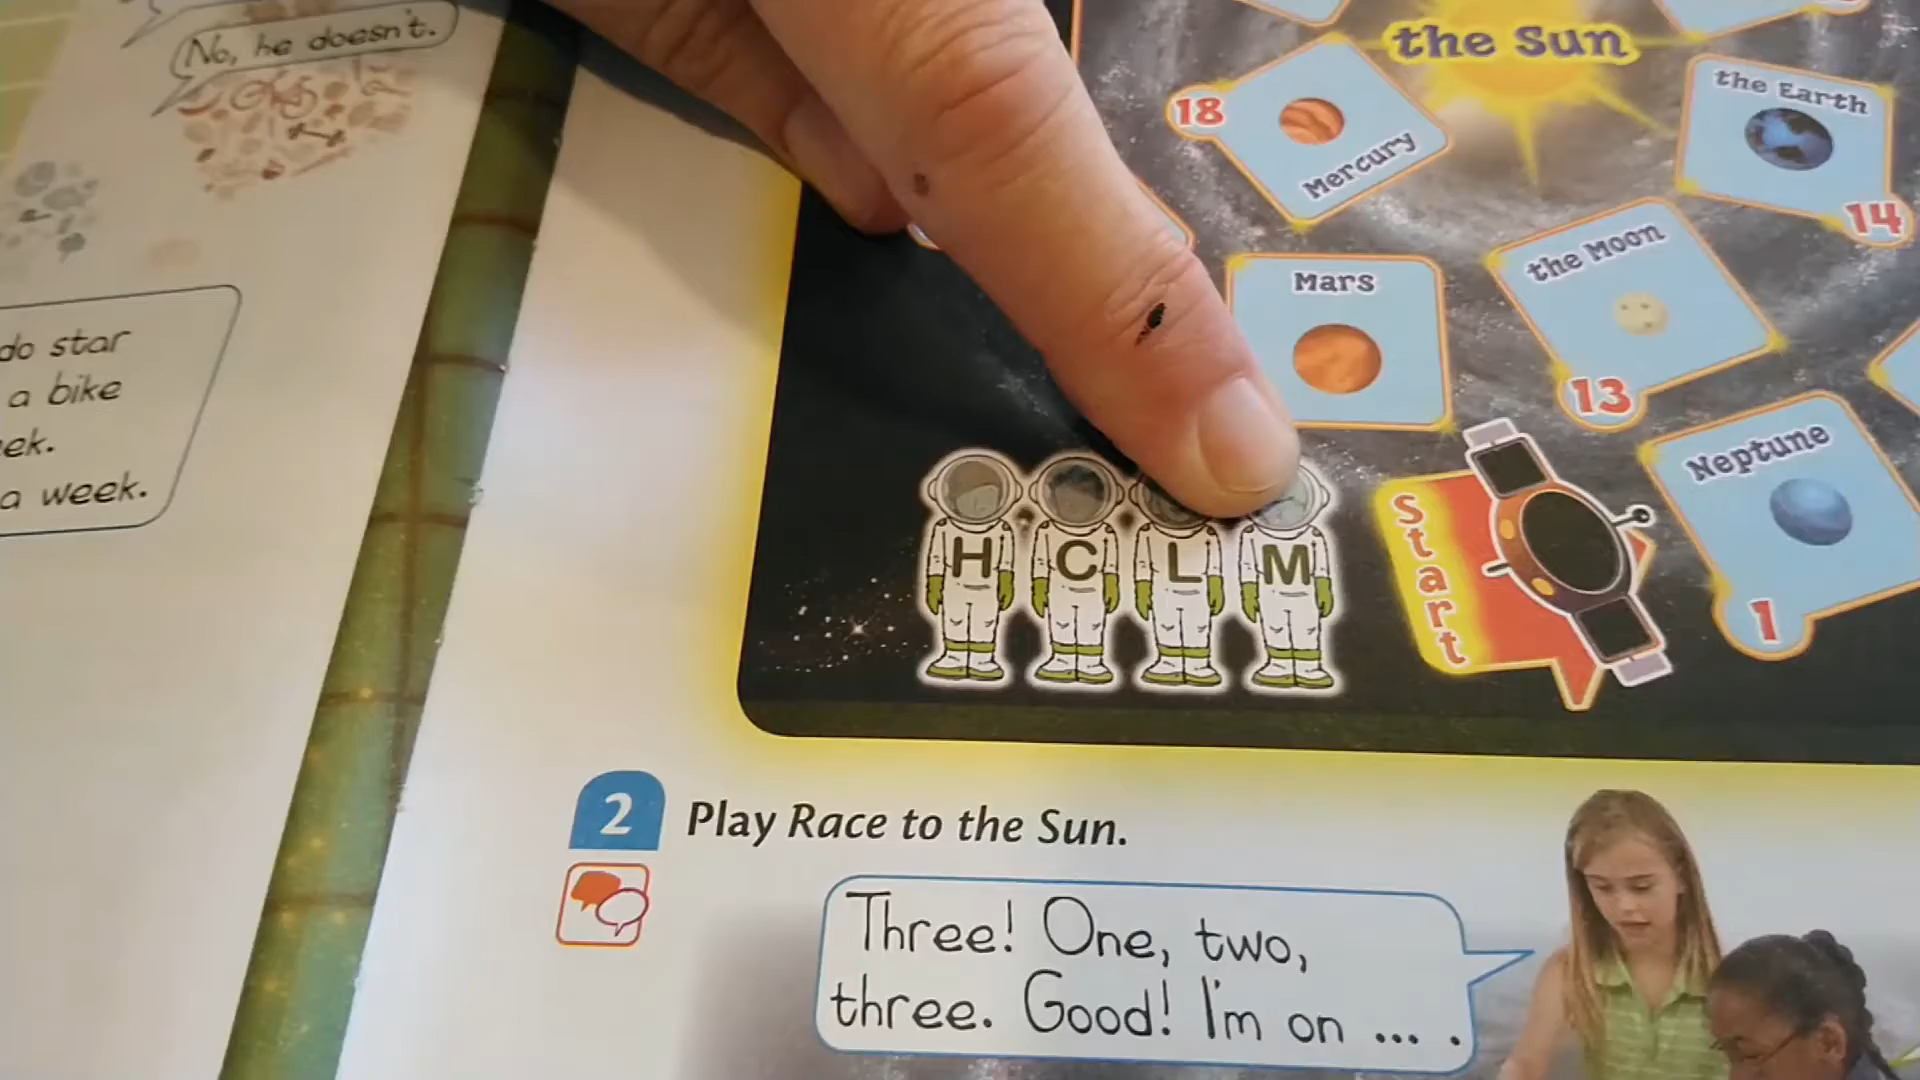 No, he doesn't.
do star
a bike
ek.
a week.
the Sun
18
Mercury
the Earth
14
Mars
the Moon
13
Neptune
1
Start
H C L M
2 Play Race to the Sun.
Three! One, two,
three. Good! I'm on ... .